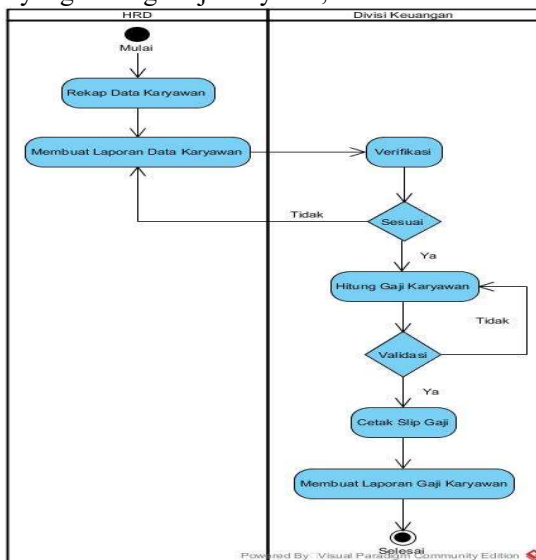 HRD
Divisi Keuangan
Mulai
Rekap Data Karyawan
Membuat Laporan Data Karyawan
Verifikasi
Tidak
Sesuai
Ya
Hitung Gaji Karyawan
Tidak
Validasi
Ya
Cetak Slip Gaji
Membuat Laporan Gaji Karyawan
Selesai
Powered By Visual Paradigm Community Edition